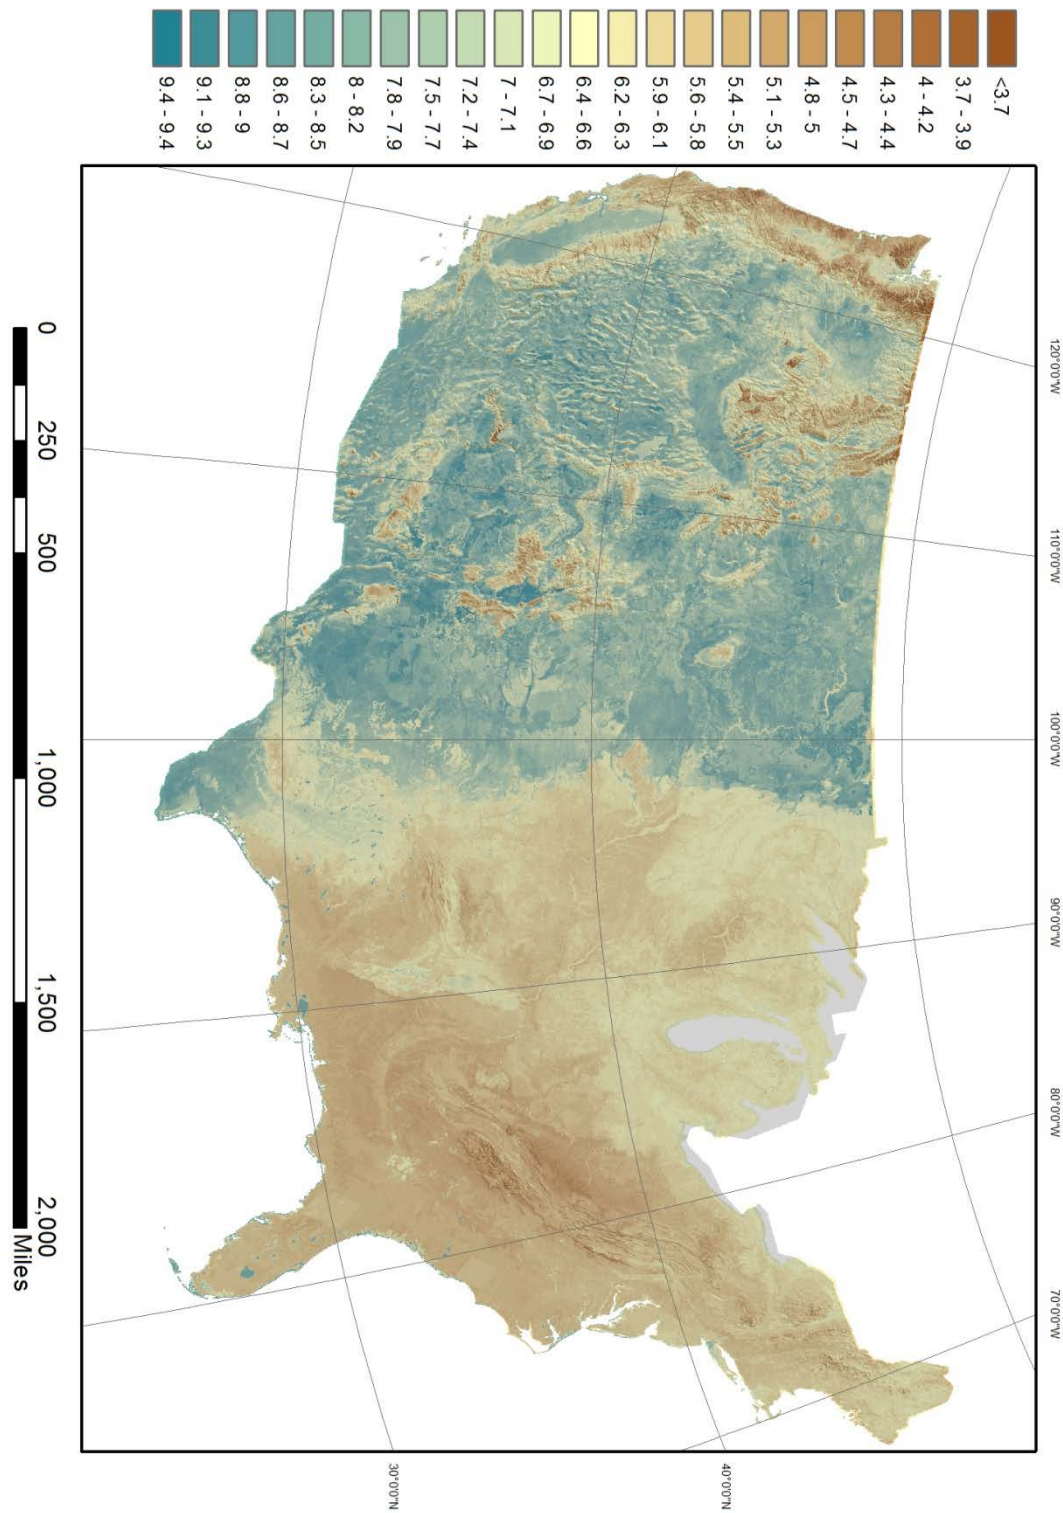 <3.7
3.7 - 3.9
4 - 4.2
4.3 - 4.4
4.5 - 4.7
4.8 - 5
5.1 - 5.3
5.4 - 5.5
5.6 - 5.8
5.9 - 6.1
6.2 - 6.3
6.4 - 6.6
6.7 - 6.9
7 - 7.1
7.2 - 7.4
7.5 - 7.7
7.8 - 7.9
8 - 8.2
8.3 - 8.5
8.6 - 8.7
8.8 - 9
9.1 - 9.3
9.4 - 9.4
120°0'0"W
110°0'0"W
100°0'0"W
90°0'0"W
80°0'0"W
70°0'0"W
40°0'0"N
30°0'0"N
0 250 500 1,000 1,500 2,000
Miles